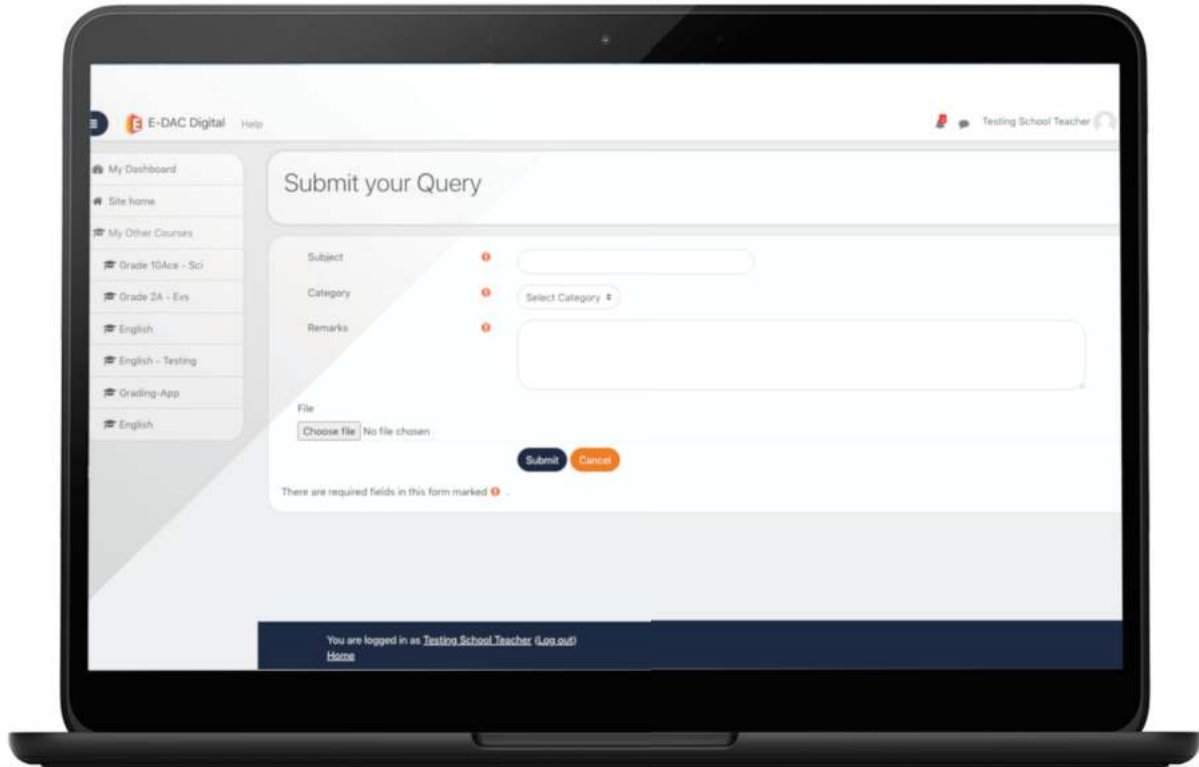 E-DAC Digital Help
Testing School Teacher
My Dashboard
Site home
My Other Courses
Grade 10Ace - Sci
Grade 2A - Evs
English
English - Testing
Grading-App
English
Submit your Query
Subject
Category
Select Category
Remarks
File
Choose file No file chosen
Submit Cancel
There are required fields in this form marked .
You are logged in as Testing School Teacher (Log out)
Home